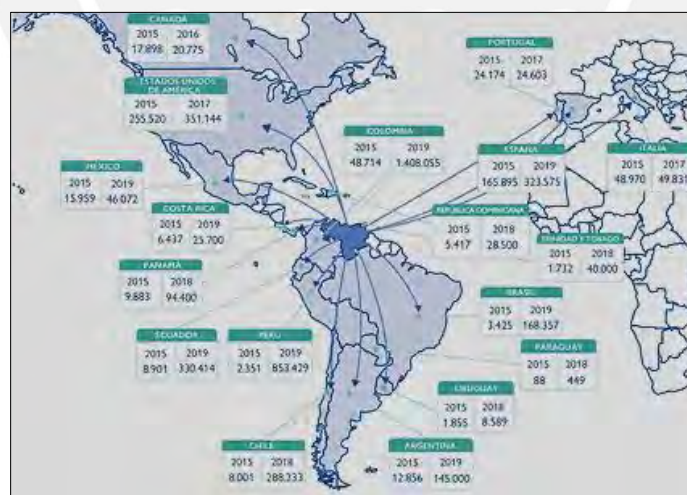 CANADÁ
2015 2016
17.898 20.775
ESTADOS UNIDOS
DE AMÉRICA
2015 2017
255.520 351.144
PORTUGAL
2015 2017
24.174 24.603
COLOMBIA
2015 2019
48.714 1.408.055
ESPAÑA
2015 2019
165.895 323.575
ITALIA
2015 2017
48.970 49.831
MÉXICO
2015 2019
15.959 46.072
COSTA RICA
2015 2019
6.437 25.700
REPÚBLICA DOMINICANA
2015 2018
5.417 28.500
TRINIDAD Y TOBAGO
2015 2018
1.732 40.000
PANAMÁ
2015 2018
9.883 94.400
BRASIL
2015 2019
3.425 168.357
ECUADOR
2015 2019
8.901 330.414
PERÚ
2015 2019
2.351 853.429
PARAGUAY
2015 2018
88 449
URUGUAY
2015 2018
1.855 8.589
CHILE
2015 2018
8.001 288.233
ARGENTINA
2015 2019
12.856 145.000